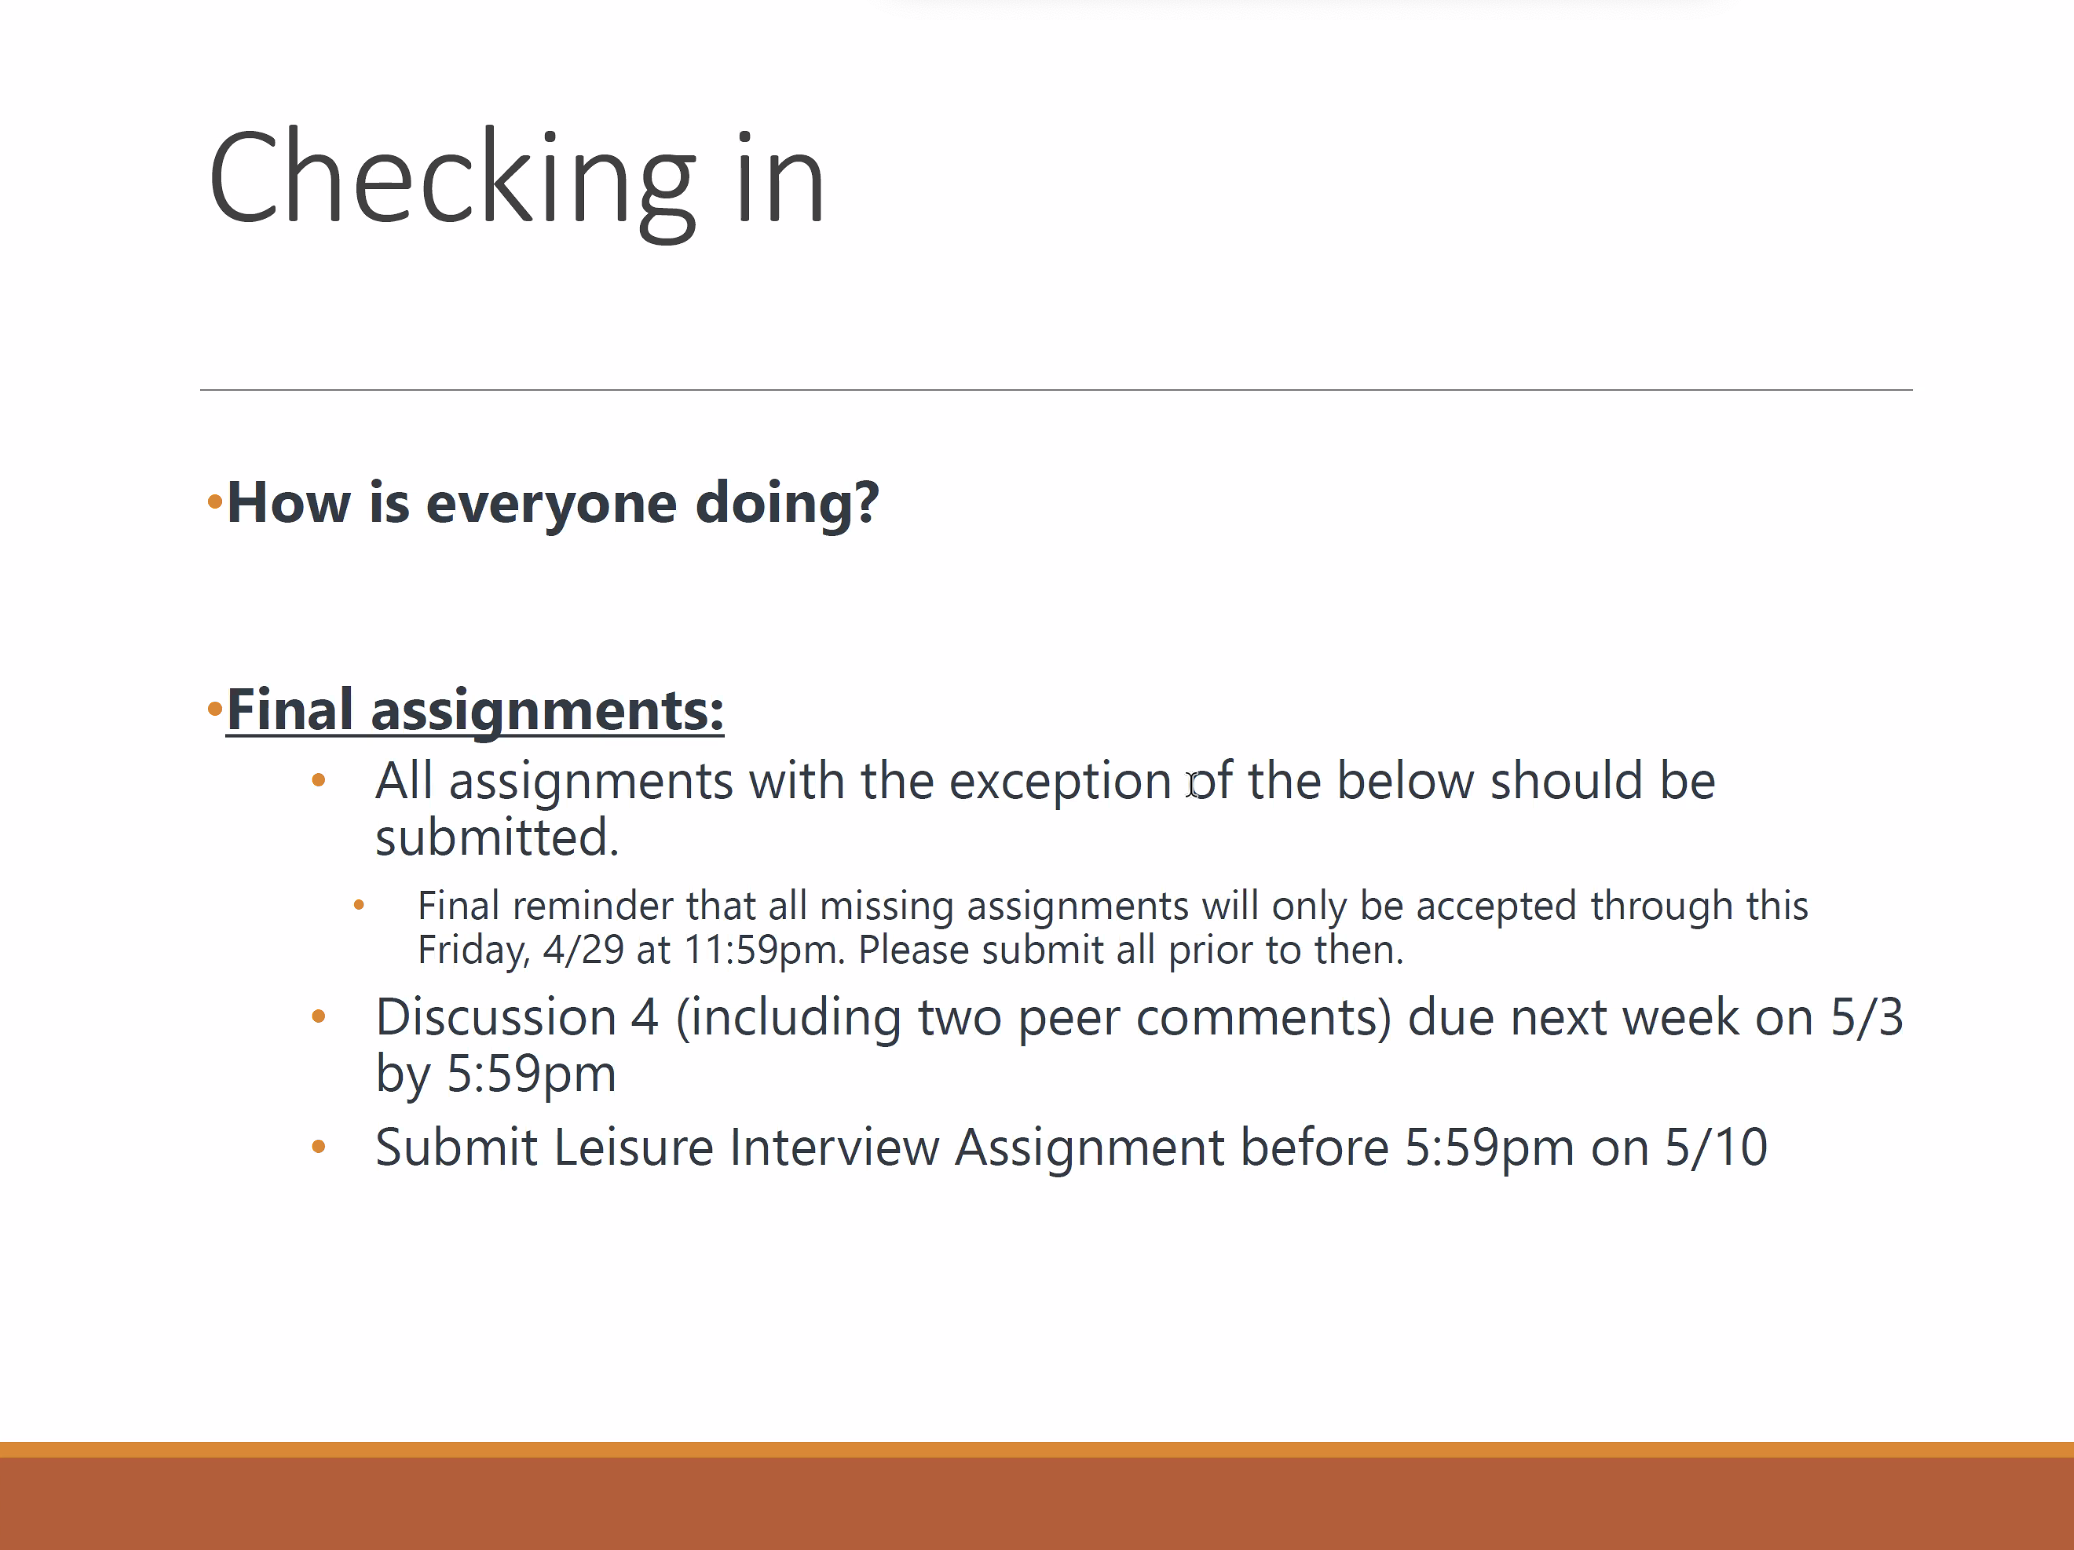 Checking in
•How is everyone doing?
•Final assignments:
• All assignments with the exception of the below should be
submitted.
• Final reminder that all missing assignments will only be accepted through this
Friday, 4/29 at 11:59pm. Please submit all prior to then.
• Discussion 4 (including two peer comments) due next week on 5/3
by 5:59pm
• Submit Leisure Interview Assignment before 5:59pm on 5/10